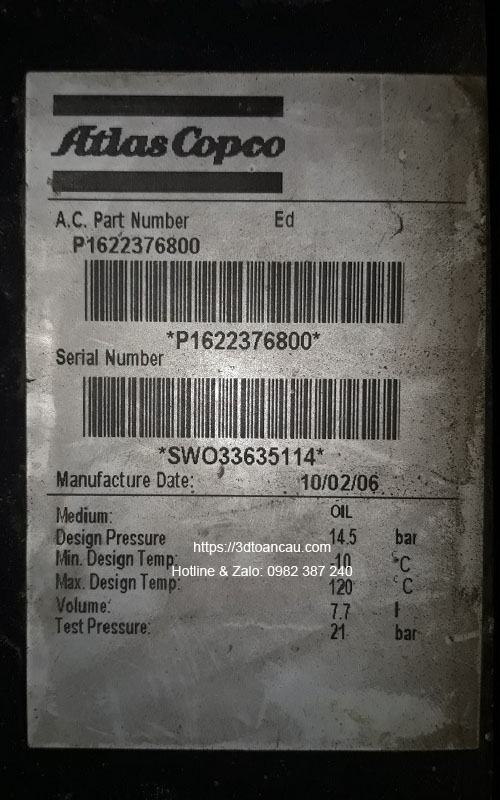 Atlas Copco
A.C. Part Number Ed
P1622376800
*P1622376800*
Serial Number
*SWO33635114*
Manufacture Date: 10/02/06
Medium: OIL
Design Pressure 14.5 bar
https://3dtoancau.com
Min. Design Temp: -10 °C
Hotline & Zalo: 0982 387 240
Max. Design Temp: 120 °C
Volume: 7.7 l
Test Pressure: 21 bar